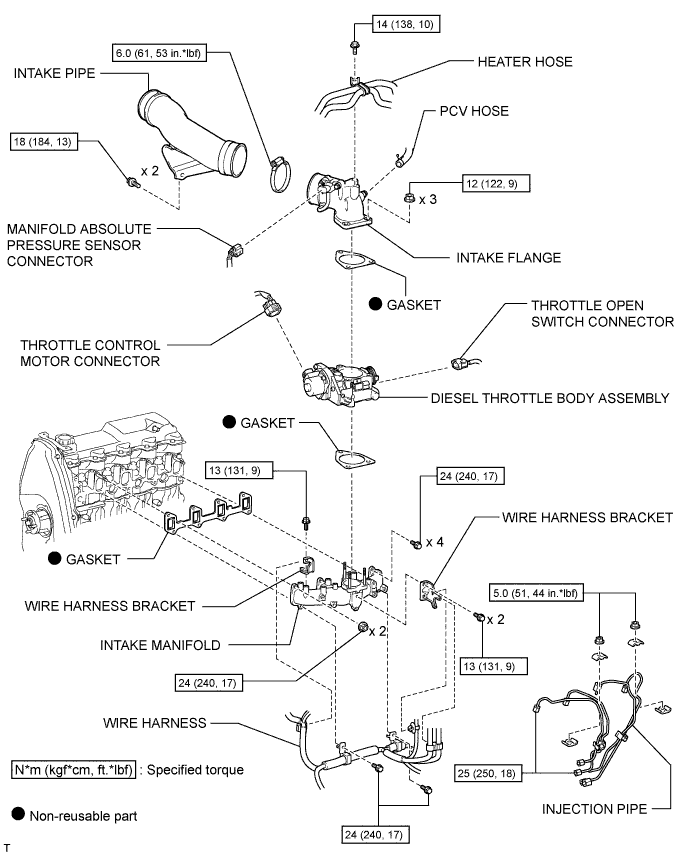 14 (138, 10)
6.0 (61, 53 in.*lbf)
HEATER HOSE
INTAKE PIPE
PCV HOSE
18 (184, 13)
x 2
12 (122, 9)
x 3
MANIFOLD ABSOLUTE
PRESSURE SENSOR
CONNECTOR
INTAKE FLANGE
GASKET
THROTTLE OPEN
SWITCH CONNECTOR
THROTTLE CONTROL
MOTOR CONNECTOR
DIESEL THROTTLE BODY ASSEMBLY
GASKET
13 (131, 9)
24 (240, 17)
WIRE HARNESS BRACKET
x 4
GASKET
5.0 (51, 44 in.*lbf)
WIRE HARNESS BRACKET
x 2
x 2
INTAKE MANIFOLD
13 (131, 9)
24 (240, 17)
WIRE HARNESS
N*m (kgf*cm, ft.*lbf) : Specified torque
25 (250, 18)
INJECTION PIPE
Non-reusable part
24 (240, 17)
T